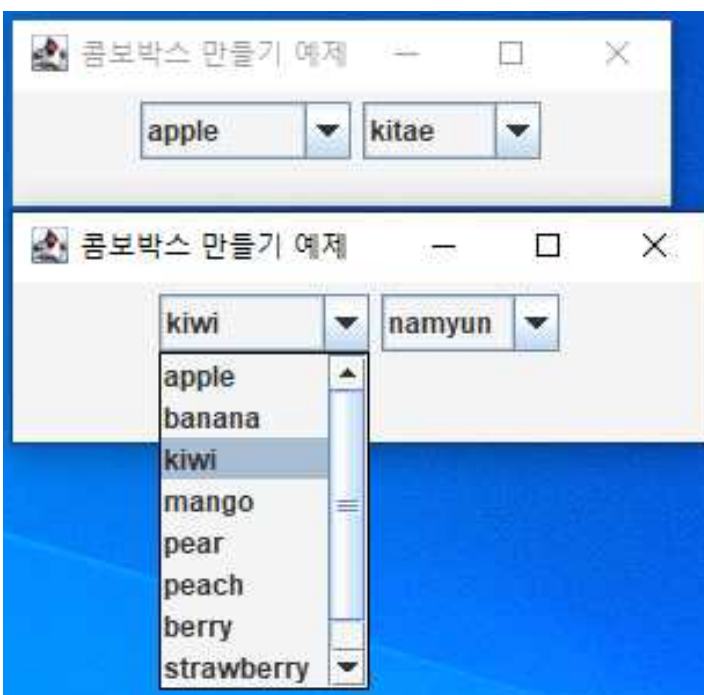 콤보박스 만들기 예제
apple kitae
콤보박스 만들기 예제
kiwi namyun
apple
banana
kiwi
mango
pear
peach
berry
strawberry